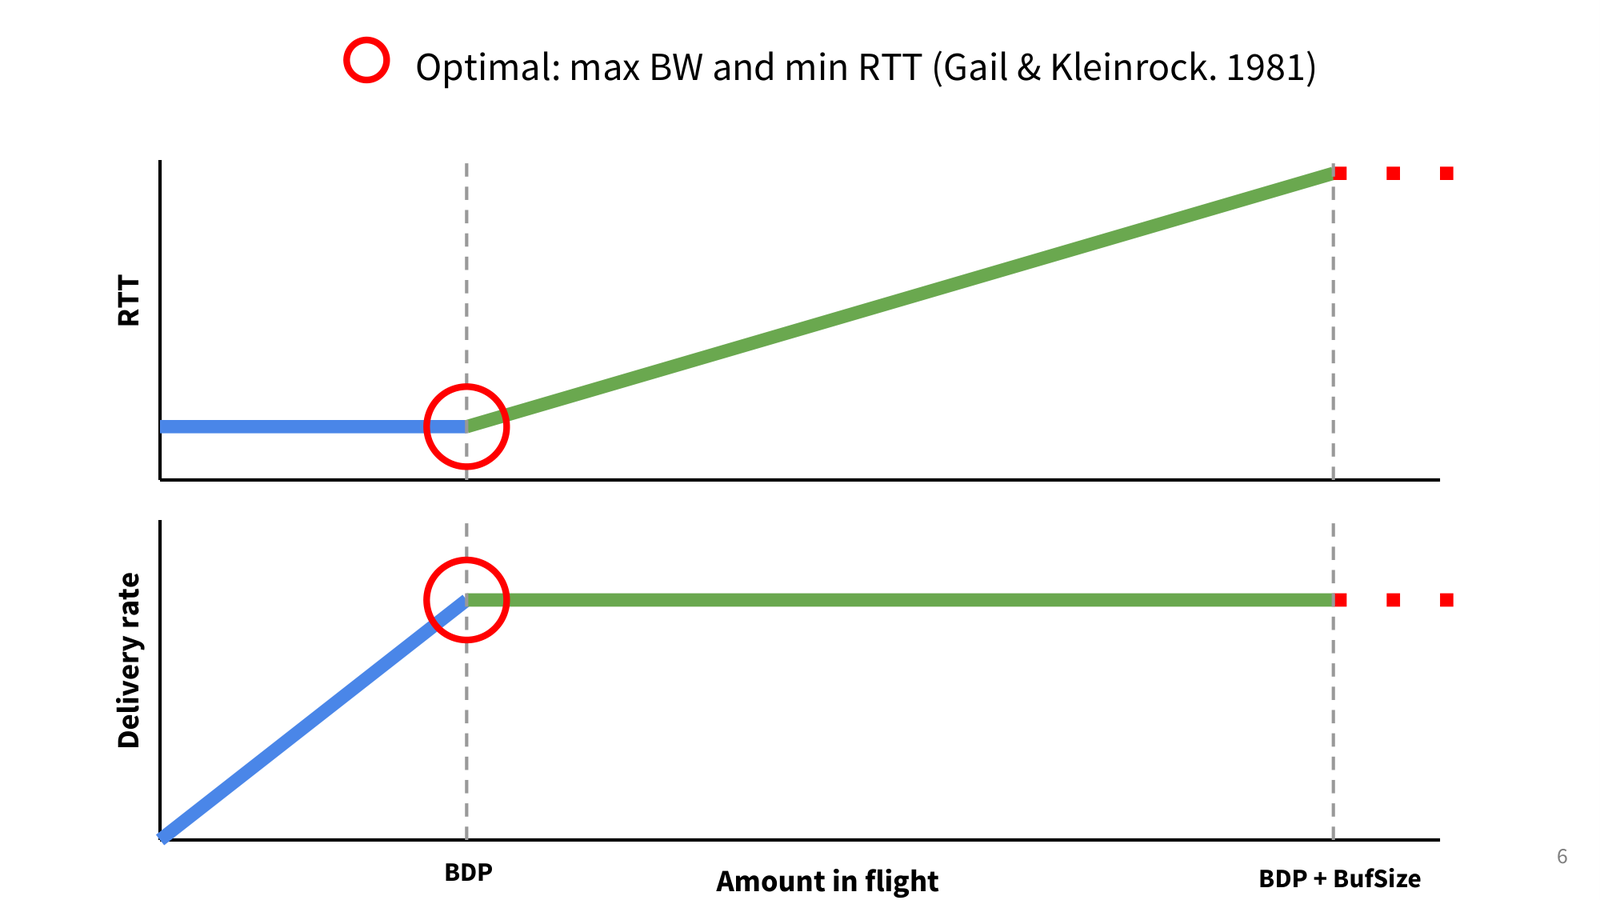 Optimal: max BW and min RTT (Gail & Kleinrock. 1981)
RTT
Delivery rate
BDP
Amount in flight
BDP + BufSize
6